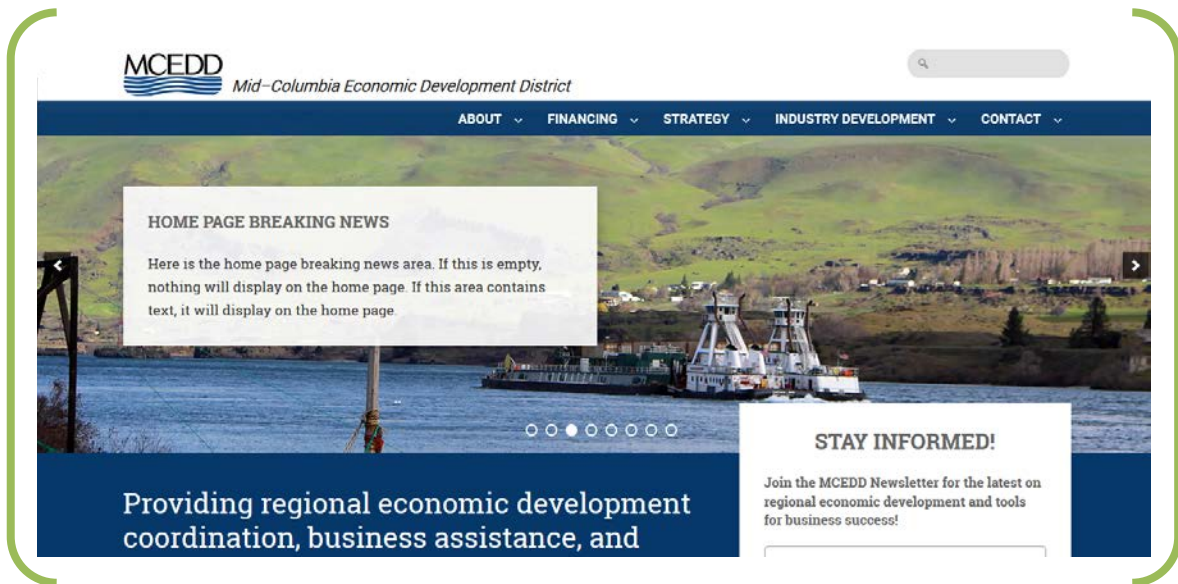 MCEDD
Mid-Columbia Economic Development District
ABOUT FINANCING STRATEGY INDUSTRY DEVELOPMENT CONTACT
HOME PAGE BREAKING NEWS
Here is the home page breaking news area. If this is empty,
nothing will display on the home page. If this area contains
text, it will display on the home page.
STAY INFORMED!
Join the MCEDD Newsletter for the latest on
regional economic development and tools
for business success!
Providing regional economic development
coordination, business assistance, and